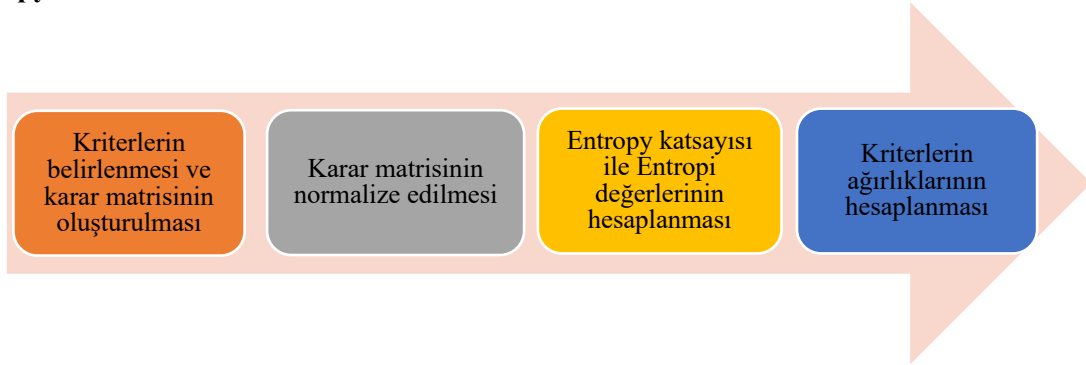 Kriterlerin
belirlenmesi ve
karar matrisinin
oluşturulması
Karar matrisinin
normalize edilmesi
Entropy katsayısı
ile Entropi
değerlerinin
hesaplanması
Kriterlerin
ağırlıklarının
hesaplanması